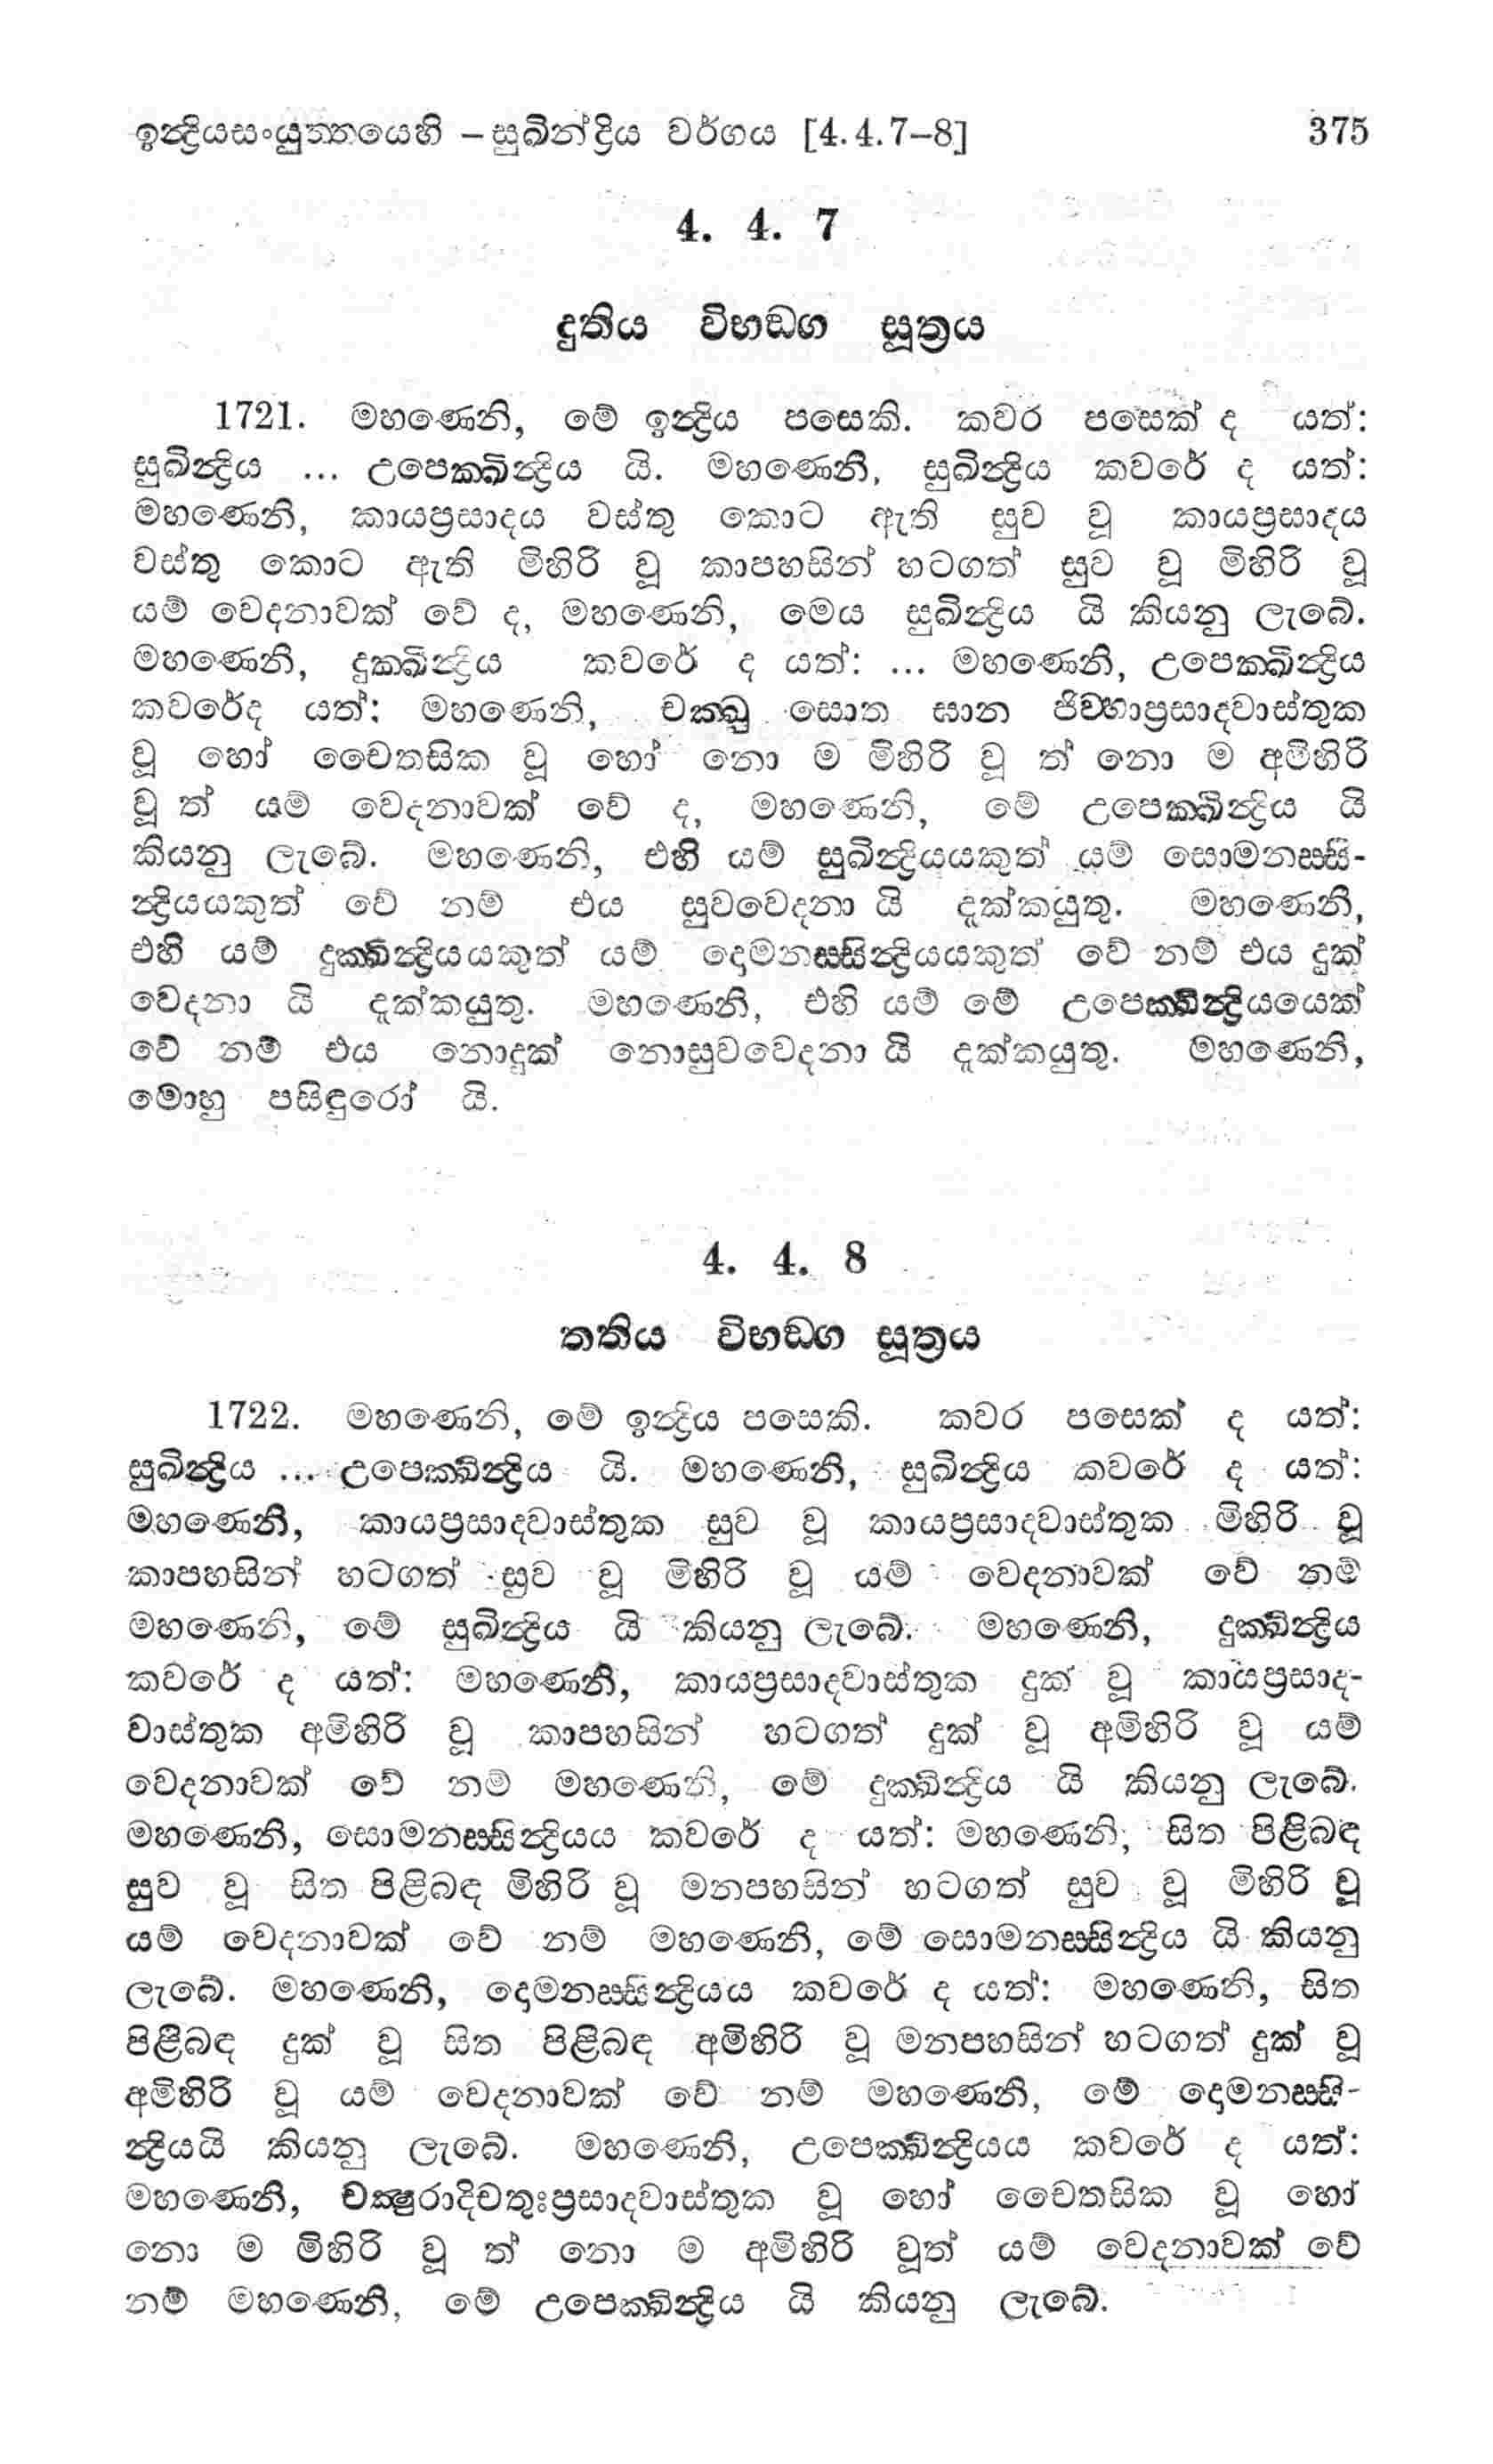 ඉන්‍ද්‍රියසංයුත්තයෙහි – සුඛින්ද්‍රිය වර්ගය [4.4.7–8] 375
4. 4. 7
දුතිය විභඞ්ග සූත්‍රය
1721. මහණෙනි, මේ ඉන්‍ද්‍රිය පසෙකි. කවර පසෙක් ද යත්:
සුඛින්‍ද්‍රිය ... උපෙක්ඛින්‍ද්‍රිය යි. මහණෙනි, සුඛින්‍ද්‍රිය කවරේ ද යත්:
මහණෙනි, කායප්‍රසාදය වස්තු කොට ඇති සුව වූ කායප්‍රසාදය
වස්තු කොට ඇති මිහිරි වූ කාපහසින් හටගත් සුව වූ මිහිරි වූ
යම් වෙදනාවක් වේ ද, මහණෙනි, මෙය සුඛින්‍ද්‍රිය යි කියනු ලැබේ.
මහණෙනි, දුක්ඛින්‍ද්‍රිය කවරේ ද යත්: ... මහණෙනි, උපෙක්ඛින්‍ද්‍රිය
කවරේද යත්: මහණෙනි, චක්ඛු සොත ඝාන ජිව්හාප්‍රසාදවාස්තුක
වූ හෝ චෛතසික වූ හෝ නො ම මිහිරි වූ ත් නො ම අමිහිරි
වූ ත් යම් වෙදනාවක් වේ ද, මහණෙනි, මේ උපෙක්ඛින්‍ද්‍රිය යි
කියනු ලැබේ. මහණෙනි, එහි යම් සුඛින්‍ද්‍රියයකුත් යම් සොමනස්සි-
න්‍ද්‍රියයකුත් වේ නම් එය සුවවෙදනා යි දැක්කයුතු. මහණෙනි,
එහි යම් දුක්ඛින්‍ද්‍රියයකුත් යම් දොමනස්සින්‍ද්‍රියයකුත් වේ නම් එය දුක්
වෙදනා යි දැක්කයුතු. මහණෙනි, එහි යම් මේ උපෙක්ඛින්‍ද්‍රියයෙක්
වේ නම් එය නොදුක් නොසුවවෙදනා යි දැක්කයුතු. මහණෙනි,
මොහු පසිඳුරෝ යි.
4. 4. 8
තතිය විභඞ්ග සූත්‍රය
1722. මහණෙනි, මේ ඉන්‍ද්‍රිය පසෙකි. කවර පසෙක් ද යත්:
සුඛින්‍ද්‍රිය ... උපෙක්ඛින්‍ද්‍රිය යි. මහණෙනි, සුඛින්‍ද්‍රිය කවරේ ද යත්:
මහණෙනි, කායප්‍රසාදවාස්තුක සුව වූ කායප්‍රසාදවාස්තුක මිහිරි වූ
කාපහසින් හටගත් සුව වූ මිහිරි වූ යම් වෙදනාවක් වේ නම්
මහණෙනි, මේ සුඛින්‍ද්‍රිය යි කියනු ලැබේ. මහණෙනි, දුක්ඛින්‍ද්‍රිය
කවරේ ද යත්: මහණෙනි, කායප්‍රසාදවාස්තුක දුක් වූ කායප්‍රසාද-
වාස්තුක අමිහිරි වූ කාපහසින් හටගත් දුක් වූ අමිහිරි වූ යම්
වෙදනාවක් වේ නම් මහණෙනි, මේ දුක්ඛින්‍ද්‍රිය යි කියනු ලැබේ.
මහණෙනි, සොමනස්සින්‍ද්‍රියය කවරේ ද යත්: මහණෙනි, සිත පිළිබඳ
සුව වූ සිත පිළිබඳ මිහිරි වූ මනපහසින් හටගත් සුව වූ මිහිරි වූ
යම් වෙදනාවක් වේ නම් මහණෙනි, මේ සොමනස්සින්‍ද්‍රිය යි කියනු
ලැබේ. මහණෙනි, දොමනස්සින්‍ද්‍රියය කවරේ ද යත්: මහණෙනි, සිත
පිළිබඳ දුක් වූ සිත පිළිබඳ අමිහිරි වූ මනපහසින් හටගත් දුක් වූ
අමිහිරි වූ යම් වෙදනාවක් වේ නම් මහණෙනි, මේ දොමනස්සි-
න්‍ද්‍රියයි කියනු ලැබේ. මහණෙනි, උපෙක්ඛින්‍ද්‍රියය කවරේ ද යත්:
මහණෙනි, චක්‍ෂුරාදිචතුඃප්‍රසාදවාස්තුක වූ හෝ චෛතසික වූ හෝ
නො ම මිහිරි වූ ත් නො ම අමිහිරි වූත් යම් වෙදනාවක් වේ
නම් මහණෙනි, මේ උපෙක්ඛින්‍ද්‍රිය යි කියනු ලැබේ.